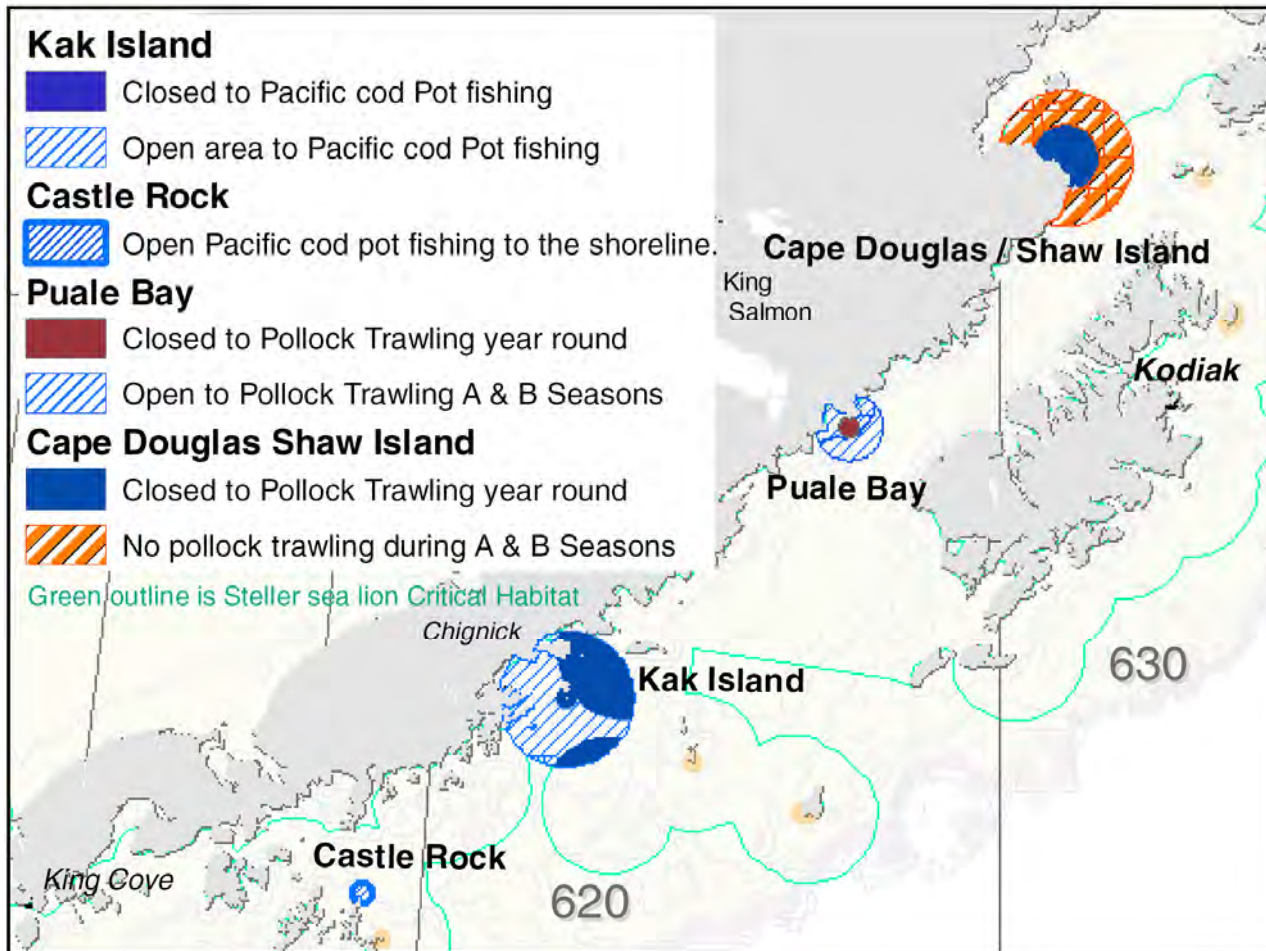 Kak Island
Closed to Pacific cod Pot fishing
Open area to Pacific cod Pot fishing
Castle Rock
Open Pacific cod pot fishing to the shoreline.
Puale Bay
Closed to Pollock Trawling year round
Open to Pollock Trawling A & B Seasons
Cape Douglas Shaw Island
Closed to Pollock Trawling year round
No pollock trawling during A & B Seasons
Green outline is Steller sea lion Critical Habitat
Cape Douglas / Shaw Island
King
Salmon
Kodiak
Puale Bay
Chignick
Kak Island
630
Castle Rock
King Cove
620